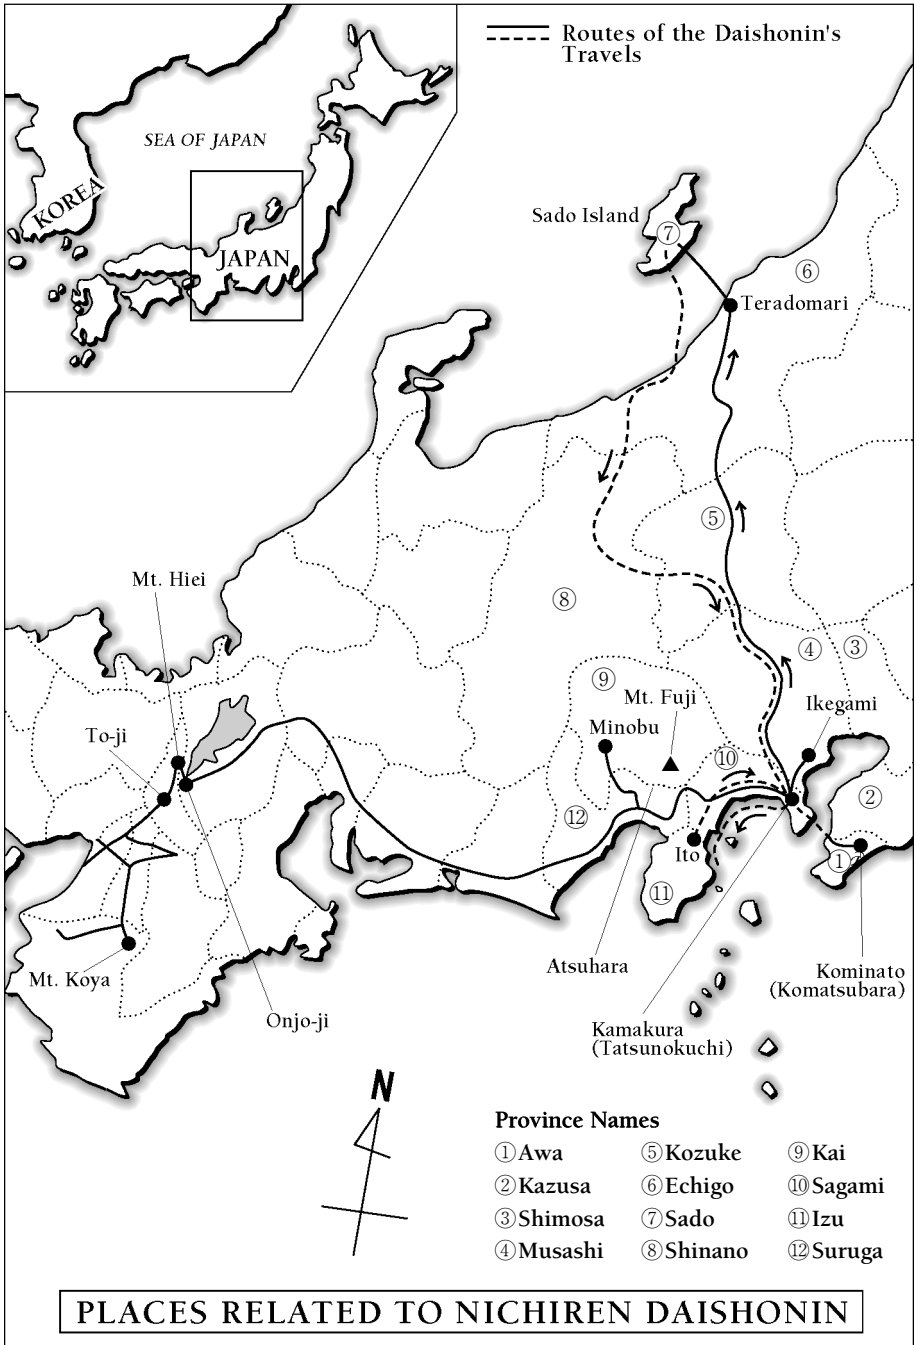 Routes of the Daishonin's
Travels
SEA OF JAPAN
KOREA
JAPAN
Sado Island
⑦
⑥
Teradomari
⑤
Mt. Hiei
⑧
④
③
⑨
Mt. Fuji
Ikegami
To-ji
Minobu
⑩
②
⑫
Ito
①
⑪
Mt. Koya
Atsuhara
Kominato
(Komatsubara)
Onjo-ji
Kamakura
(Tatsunokuchi)
N
Province Names
①Awa
②Kazusa
③Shimosa
④Musashi
⑤Kozuke
⑥Echigo
⑦Sado
⑧Shinano
⑨Kai
⑩Sagami
⑪Izu
⑫Suruga
PLACES RELATED TO NICHIREN DAISHONIN